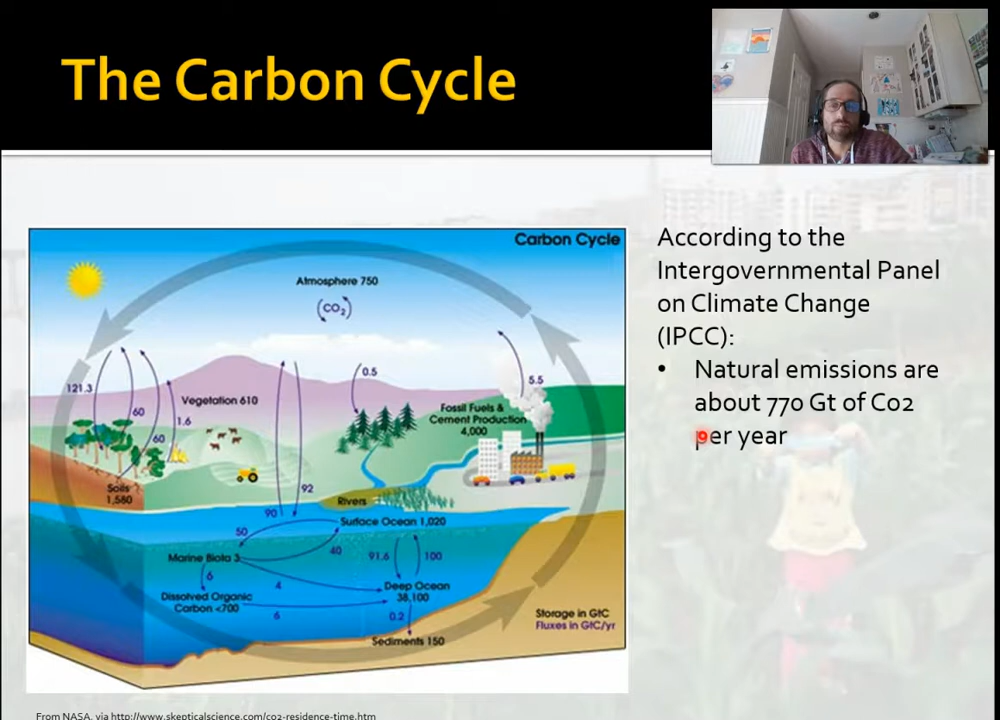 The Carbon Cycle
Carbon Cycle
Atmosphere 750
CO2
121.3
60
60
1.6
Vegetation 610
0.5
5.5
Fossil Fuels &
Cement Production
4,000
Soils
1,580
90
92
Rivers
Surface Ocean 1,020
50
40
91.6
100
Marine Biota 3
6
4
Dissolved Organic
Carbon <700
6
Deep Ocean
38,100
0.2
Sediments 150
Storage in GtC
Fluxes in GtC/yr
According to the
Intergovernmental Panel
on Climate Change
(IPCC):
• Natural emissions are
about 770 Gt of Co2
per year
From NASA, via http://www.skepticalscience.com/co2-residence-time.htm